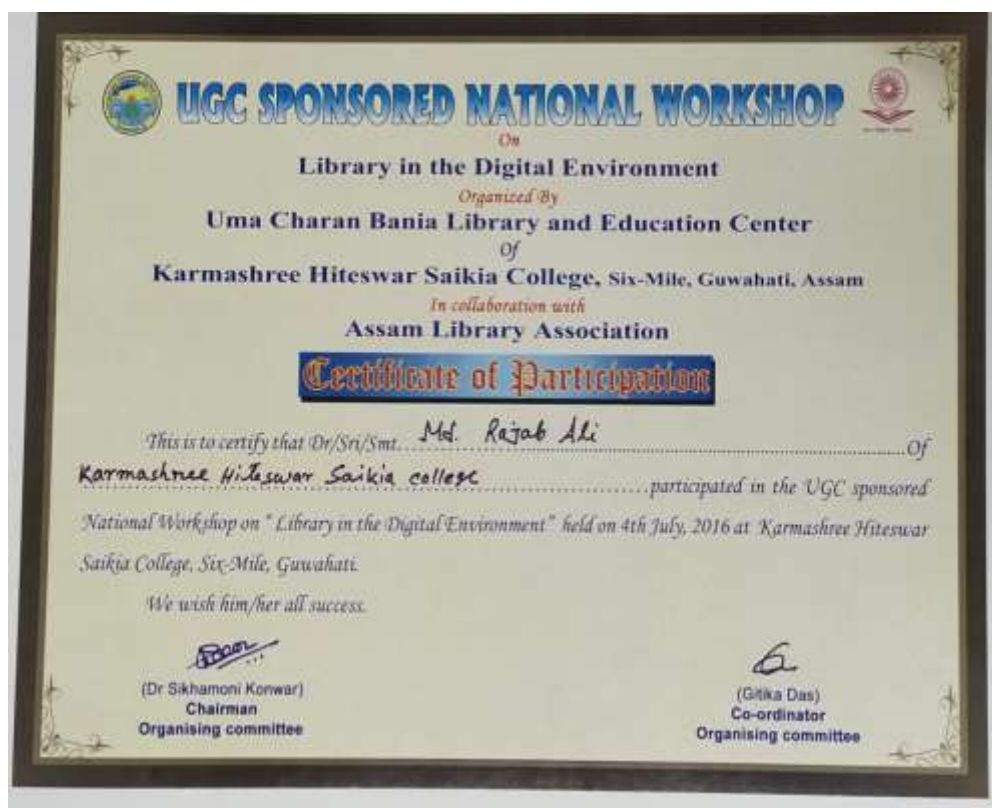 UGC SPONSORED NATIONAL WORKSHOP
On
Library in the Digital Environment
Organized By
Uma Charan Bania Library and Education Center
Of
Karmashree Hiteswar Saikia College, Six-Mile, Guwahati, Assam
In collaboration with
Assam Library Association
Certificate of Participation
This is to certify that Dr/Sri/Smt. Md. Rajab Ali Of
Karmashree Hiteswar Saikia college participated in the UGC sponsored
National Workshop on "Library in the Digital Environment" held on 4th July, 2016 at Karmashree Hiteswar
Saikia College, Six-Mile, Guwahati.
We wish him/her all success.
(Dr Sikhamoni Konwar)
Chairman
Organising committee
(Gitika Das)
Co-ordinator
Organising committee